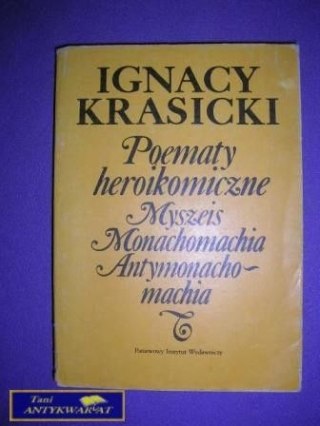 IGNACY
KRASICKI
Poematy
heroikomiczne
Myszeis
Monachomachia
Antymonacho-
machia
Państwowy Instytut Wydawniczy
Tani
ANTYKWARIAT